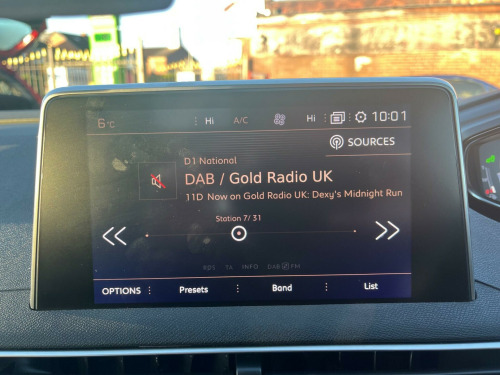 6°C Hi A/C Hi 10:01
SOURCES
D1 National
DAB / Gold Radio UK
11D Now on Gold Radio UK: Dexy's Midnight Run
Station 7/ 31
RDS TA INFO DAB FM
OPTIONS Presets Band List